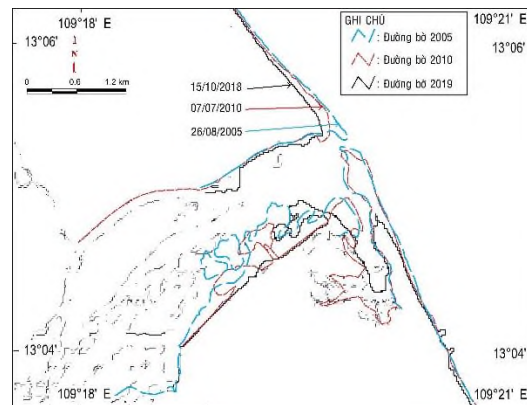 109°18' E
109°21' E
13°06'
13°06'
GHI CHÚ
: Đường bờ 2005
: Đường bờ 2010
: Đường bờ 2019
0
0.6
1.2 km
15/10/2018
07/07/2010
26/08/2005
13°04'
13°04'
109°18' E
109°21' E